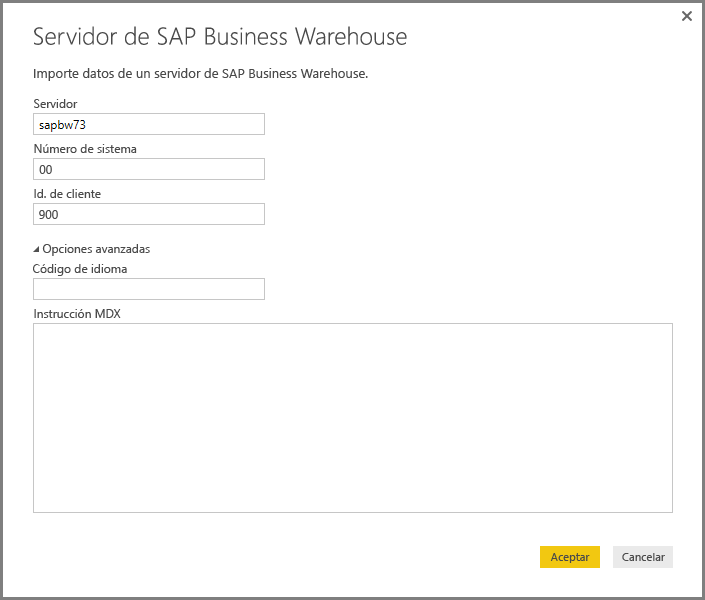 Servidor de SAP Business Warehouse
Importe datos de un servidor de SAP Business Warehouse.
Servidor
sapbw73
Número de sistema
00
Id. de cliente
900
Opciones avanzadas
Código de idioma
Instrucción MDX
Aceptar
Cancelar